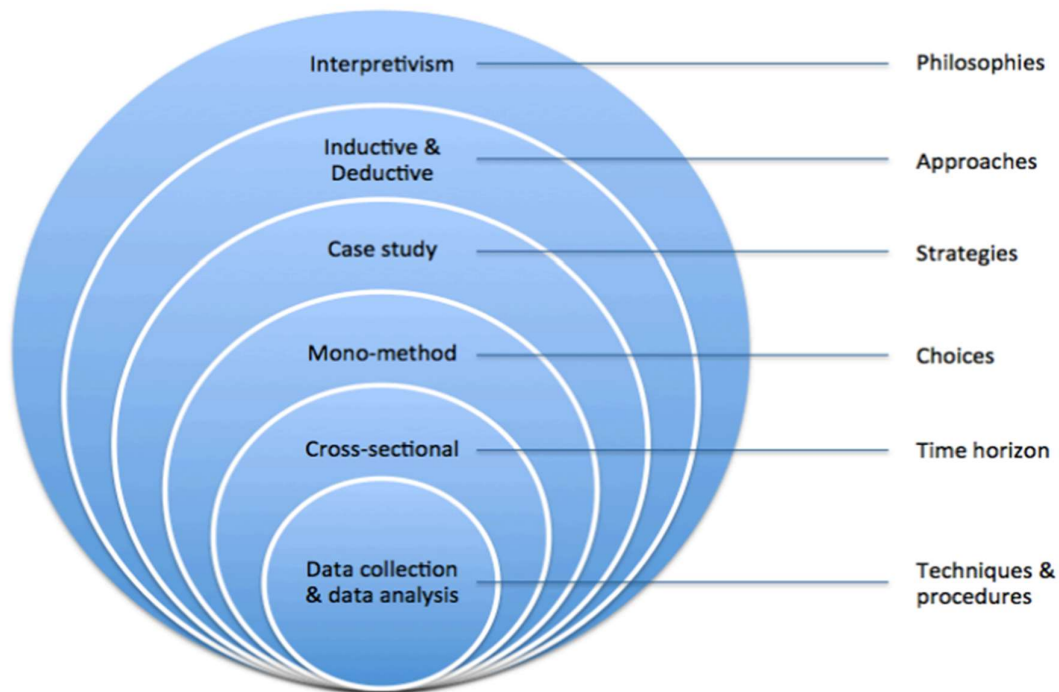 Interpretivism
Philosophies
Inductive &
Deductive
Approaches
Case study
Strategies
Mono-method
Choices
Cross-sectional
Time horizon
Data collection
& data analysis
Techniques &
procedures